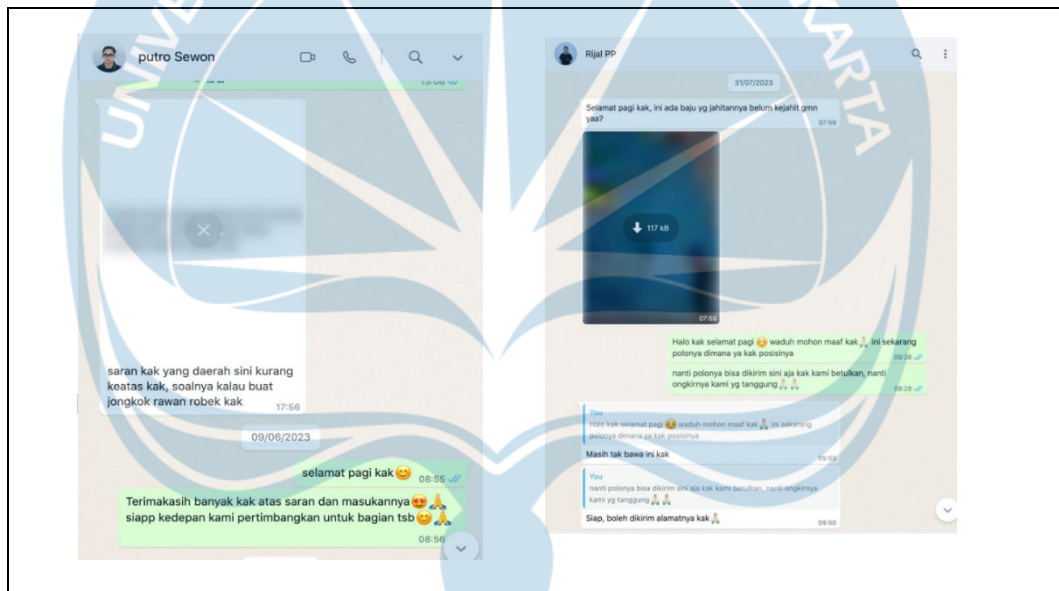 UNIVE
KARTA
putro Sewon
13:06
saran kak yang daerah sini kurang
keatas kak, soalnya kalau buat
jongkok rawan robek kak
17:56
09/06/2023
selamat pagi kak😊
08:55
Terimakasih banyak kak atas saran dan masukannya😍🙏
siapp kedepan kami pertimbangkan untuk bagian tsb😊🙏
08:56
Rijal PP
31/07/2023
Selamat pagi kak, ini ada baju yg jahitannya belum kejahit gmn
yaa?
07:59
117 kB
07:59
Halo kak selamat pagi ☺️ waduh mohon maaf kak🙏🏻 ini sekarang
polonya dimana ya kak posisinya
09:26
nanti polonya bisa dikirim sini aja kak kami betulkan, nanti
ongkirnya kami yg tanggung🙏🏻🙏🏻
09:28
You
Halo kak selamat pagi ☺️ waduh mohon maaf kak🙏🏻 ini sekarang
polonya dimana ya kak posisinya
Masih tak bawa ini kak
09:50
You
nanti polonya bisa dikirim sini aja kak kami betulkan, nanti ongkirnya
kami yg tanggung🙏🏻🙏🏻
Siap, boleh dikirim alamatnya kak🙏🏻
09:50